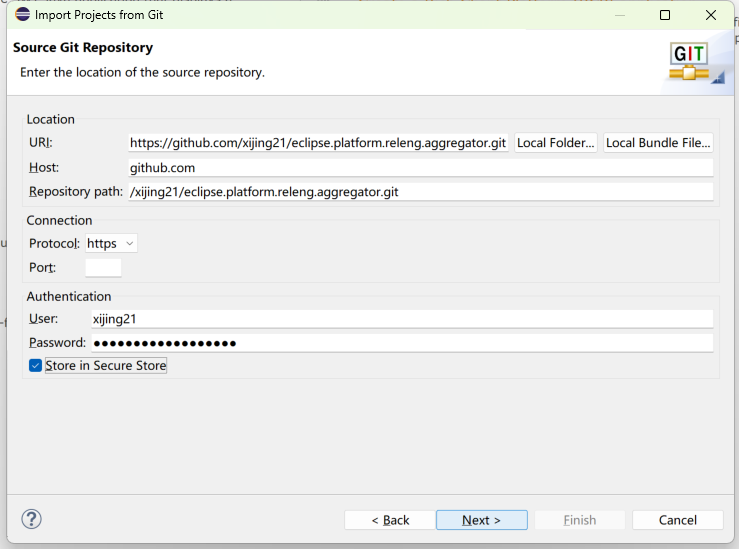 Import Projects from Git
Source Git Repository
Enter the location of the source repository.
GIT
Location
URI: https://github.com/xijing21/eclipse.platform.releng.aggregator.git Local Folder... Local Bundle File...
Host: github.com
Repository path: /xijing21/eclipse.platform.releng.aggregator.git
Connection
Protocol: https
Port:
Authentication
User: xijing21
Password: ●●●●●●●●●●●●●●●●●●
Store in Secure Store
? < Back Next > Finish Cancel